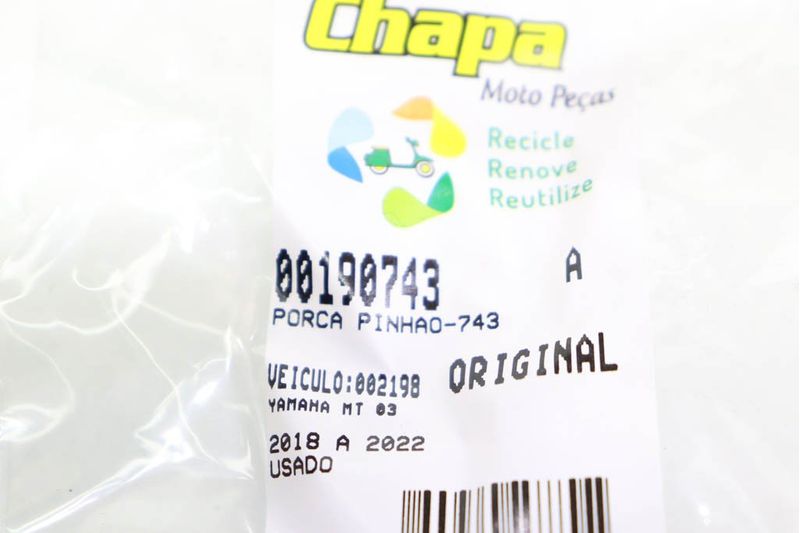 Chapa
Moto Peças
Recicle
Renove
Reutilize
00190743
A
PORCA PINHAO-743
VEICULO:002198
ORIGINAL
YAMAHA MT 03
2018 A 2022
USADO